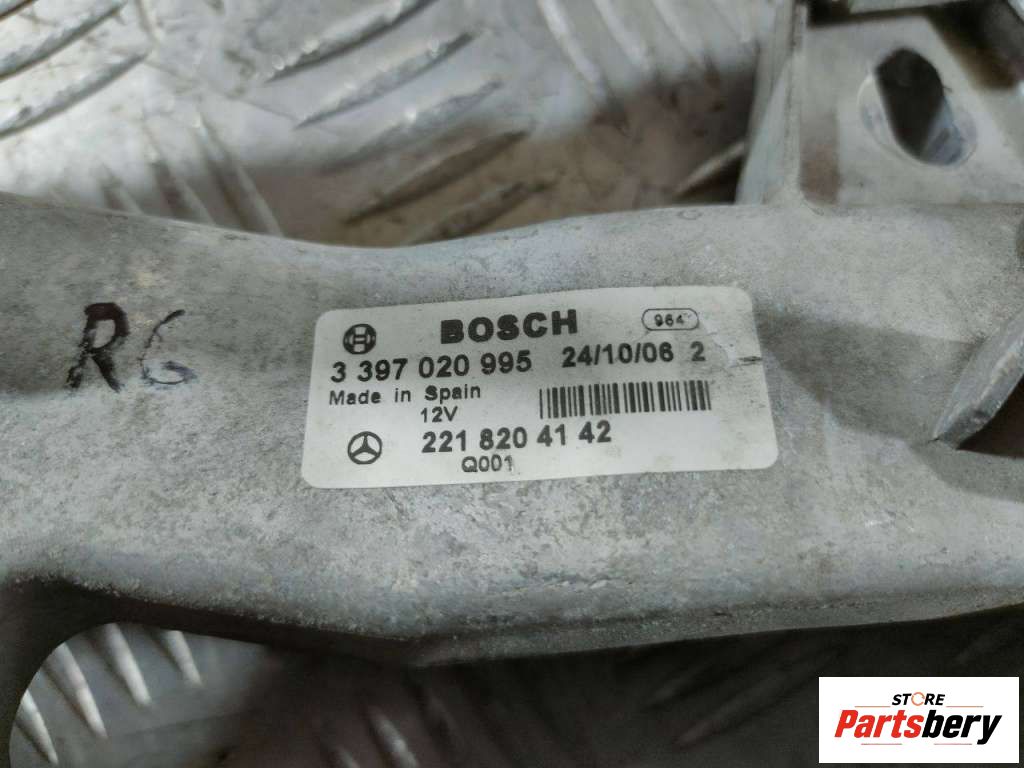 R6
BOSCH 964
3 397 020 995 24/10/06 2
Made in Spain
12V
221 820 41 42
Q001
STORE
Partsbery